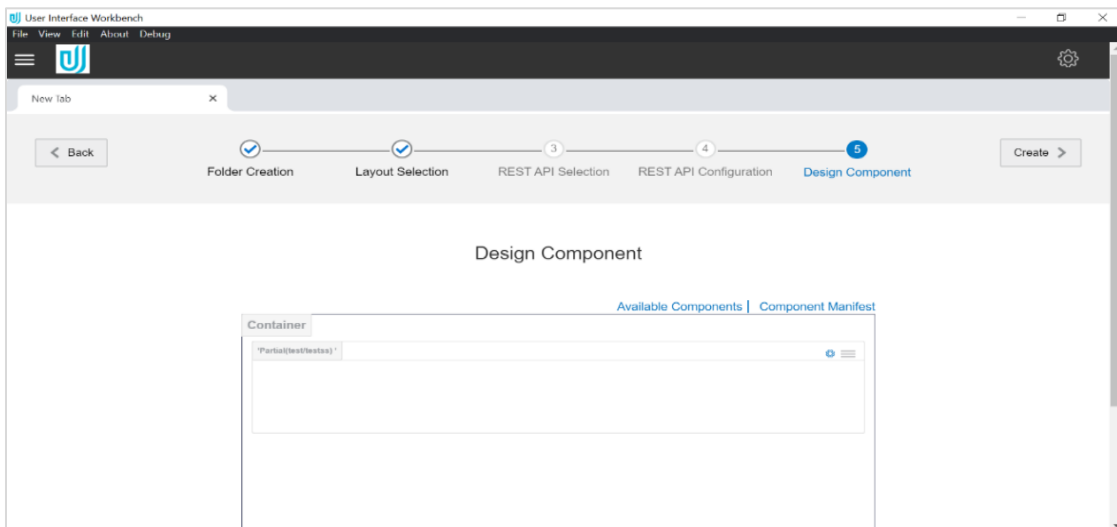 User Interface Workbench
File View Edit About Debug
New Tab
Back
3
4
5
Create
Folder Creation
Layout Selection
REST API Selection
REST API Configuration
Design Component
Design Component
Available Components | Component Manifest
Container
'Partial(test/testss) '